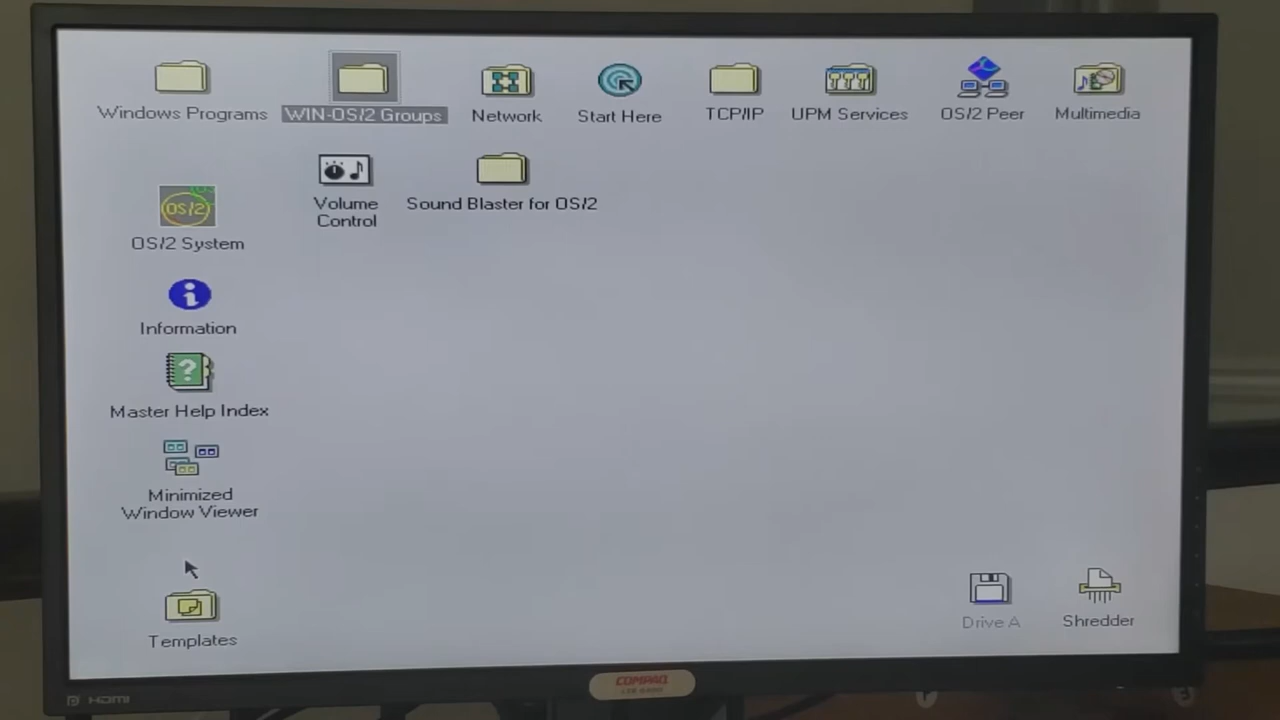 Windows Programs
WIN-OS/2 Groups
Network
Start Here
TCP/IP
UPM Services
OS/2 Peer
Multimedia
OS/2
OS/2 System
Volume
Control
Sound Blaster for OS/2
Information
Master Help Index
Minimized
Window Viewer
Templates
Drive A
Shredder
HDMI
COMPAQ